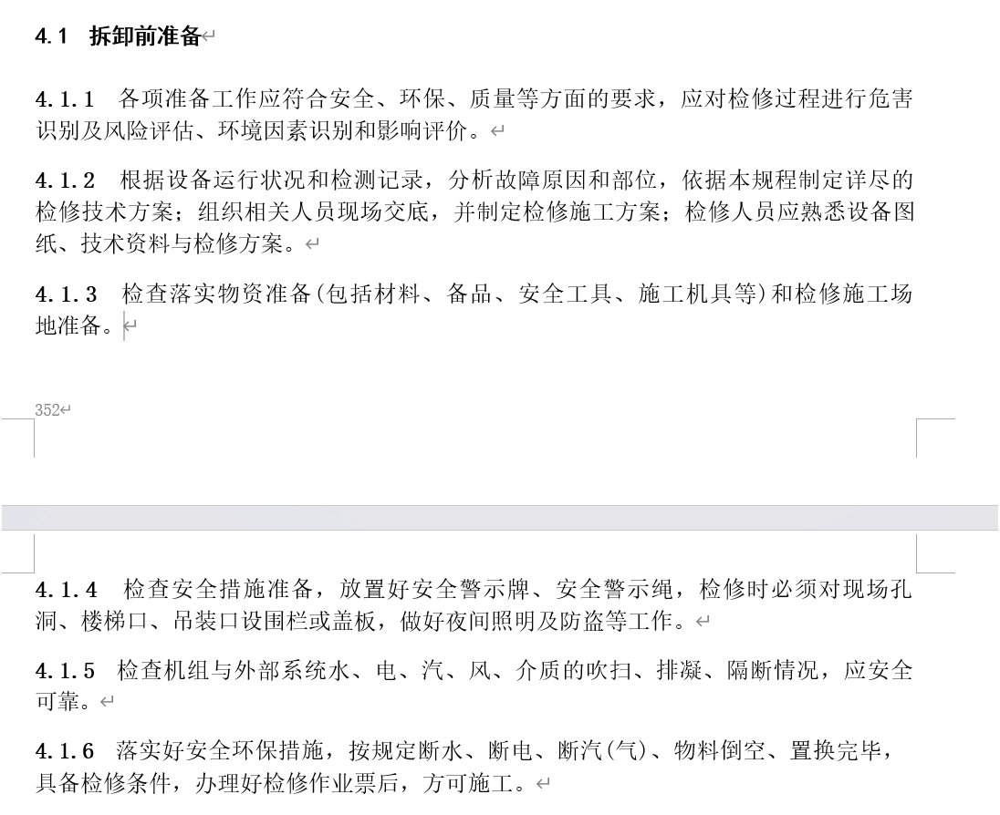 4.1 拆卸前准备
4.1.1 各项准备工作应符合安全、环保、质量等方面的要求，应对检修过程进行危害
识别及风险评估、环境因素识别和影响评价。
4.1.2 根据设备运行状况和检测记录，分析故障原因和部位，依据本规程制定详尽的
检修技术方案；组织相关人员现场交底，并制定检修施工方案；检修人员应熟悉设备图
纸、技术资料与检修方案。
4.1.3 检查落实物资准备(包括材料、备品、安全工具、施工机具等)和检修施工场
地准备。
352
4.1.4 检查安全措施准备，放置好安全警示牌、安全警示绳，检修时必须对现场孔
洞、楼梯口、吊装口设围栏或盖板，做好夜间照明及防盗等工作。
4.1.5 检查机组与外部系统水、电、汽、风、介质的吹扫、排凝、隔断情况，应安全
可靠。
4.1.6 落实好安全环保措施，按规定断水、断电、断汽(气)、物料倒空、置换完毕，
具备检修条件，办理好检修作业票后，方可施工。